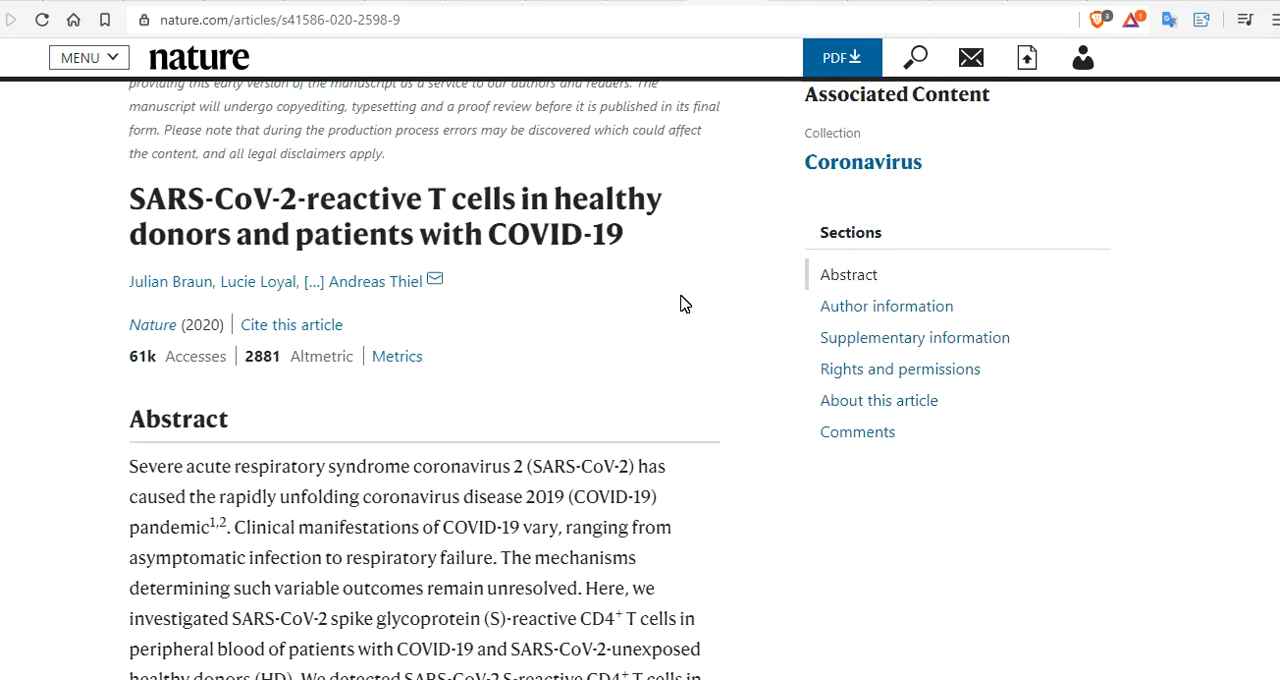 nature.com/articles/s41586-020-2598-9
3
1
MENU
nature
PDF
providing this early version of the manuscript as a service to our authors and readers. The
manuscript will undergo copyediting, typesetting and a proof review before it is published in its final
form. Please note that during the production process errors may be discovered which could affect
the content, and all legal disclaimers apply.
SARS-CoV-2-reactive T cells in healthy
donors and patients with COVID-19
Julian Braun, Lucie Loyal, [...] Andreas Thiel
Nature (2020) | Cite this article
61k Accesses | 2881 Altmetric | Metrics
Abstract
Severe acute respiratory syndrome coronavirus 2 (SARS-CoV-2) has
caused the rapidly unfolding coronavirus disease 2019 (COVID-19)
pandemic1,2. Clinical manifestations of COVID-19 vary, ranging from
asymptomatic infection to respiratory failure. The mechanisms
determining such variable outcomes remain unresolved. Here, we
investigated SARS-CoV-2 spike glycoprotein (S)-reactive CD4+ T cells in
peripheral blood of patients with COVID-19 and SARS-CoV-2-unexposed
healthy donors (HD). We detected SARS-CoV-2 S-reactive CD4+ T cells in
Associated Content
Collection
Coronavirus
Sections
Abstract
Author information
Supplementary information
Rights and permissions
About this article
Comments